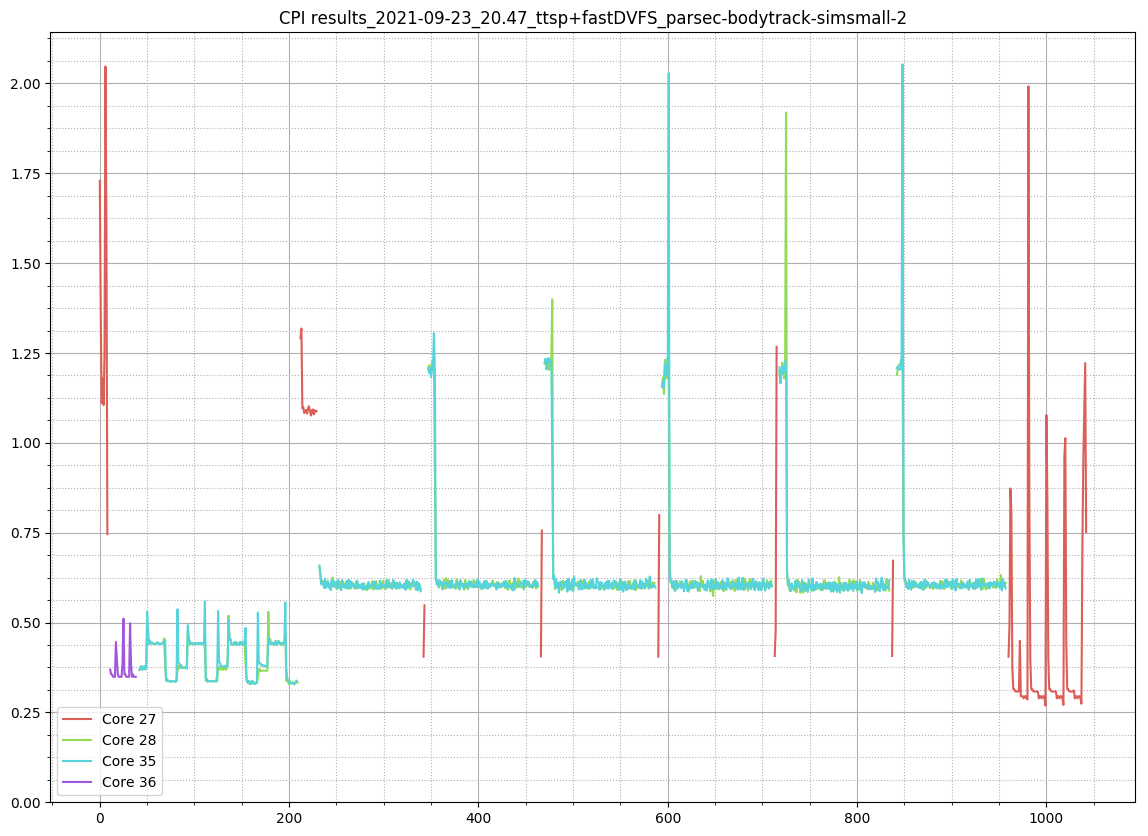 CPI results_2021-09-23_20.47_ttsp+fastDVFS_parsec-bodytrack-simsmall-2
2.00
1.75
1.50
1.25
1.00
0.75
0.50
0.25
0.00
Core 27
Core 28
Core 35
Core 36
0 200 400 600 800 1000